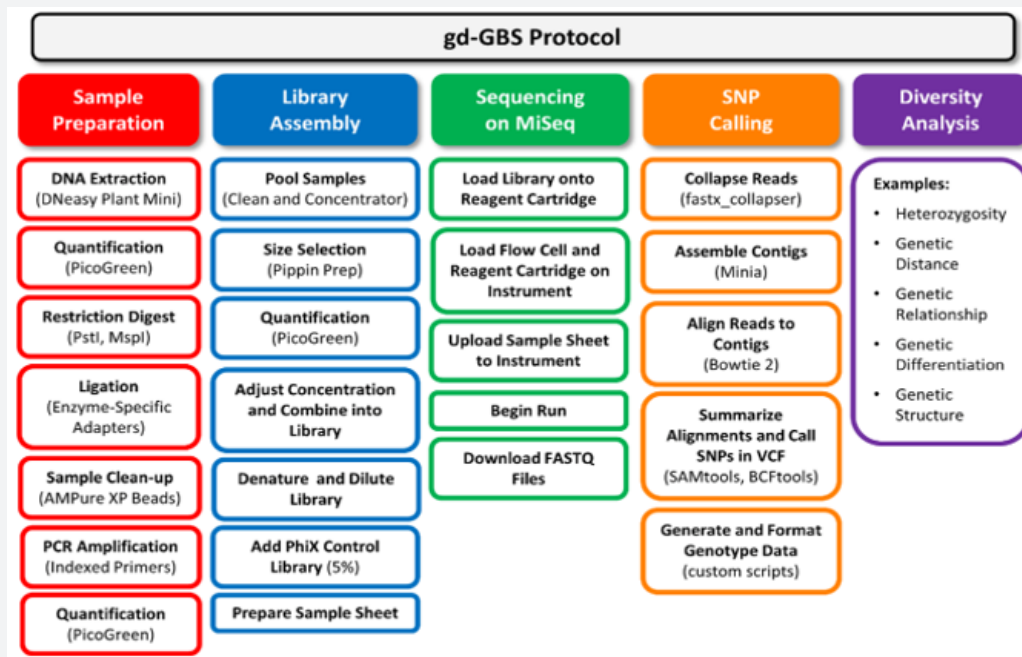 gd-GBS Protocol
Sample
Preparation
DNA Extraction
(DNeasy Plant Mini)
Quantification
(PicoGreen)
Restriction Digest
(PstI, MspI)
Ligation
(Enzyme-Specific
Adapters)
Sample Clean-up
(AMPure XP Beads)
PCR Amplification
(Indexed Primers)
Quantification
(PicoGreen)
Library
Assembly
Pool Samples
(Clean and Concentrator)
Size Selection
(Pippin Prep)
Quantification
(PicoGreen)
Adjust Concentration
and Combine into
Library
Denature and Dilute
Library
Add PhiX Control
Library (5%)
Prepare Sample Sheet
Sequencing
on MiSeq
Load Library onto
Reagent Cartridge
Load Flow Cell and
Reagent Cartridge on
Instrument
Upload Sample Sheet
to Instrument
Begin Run
Download FASTQ
Files
SNP
Calling
Collapse Reads
(fastx_collapser)
Assemble Contigs
(Minia)
Align Reads to
Contigs
(Bowtie 2)
Summarize
Alignments and Call
SNPs in VCF
(SAMtools, BCFtools)
Generate and Format
Genotype Data
(custom scripts)
Diversity
Analysis
Examples:
• Heterozygosity
• Genetic
Distance
• Genetic
Relationship
• Genetic
Differentiation
• Genetic
Structure